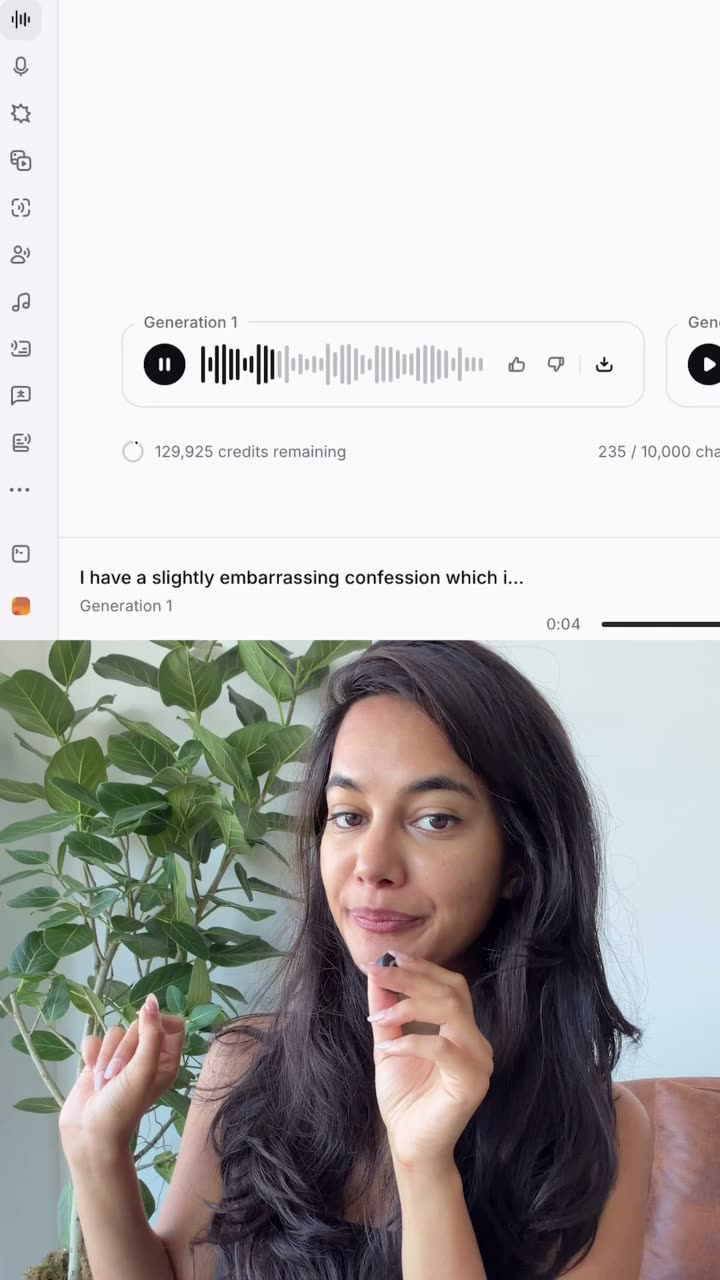 Generation 1
Gen
129,925 credits remaining
235 / 10,000 cha
I have a slightly embarrassing confession which i...
Generation 1
0:04